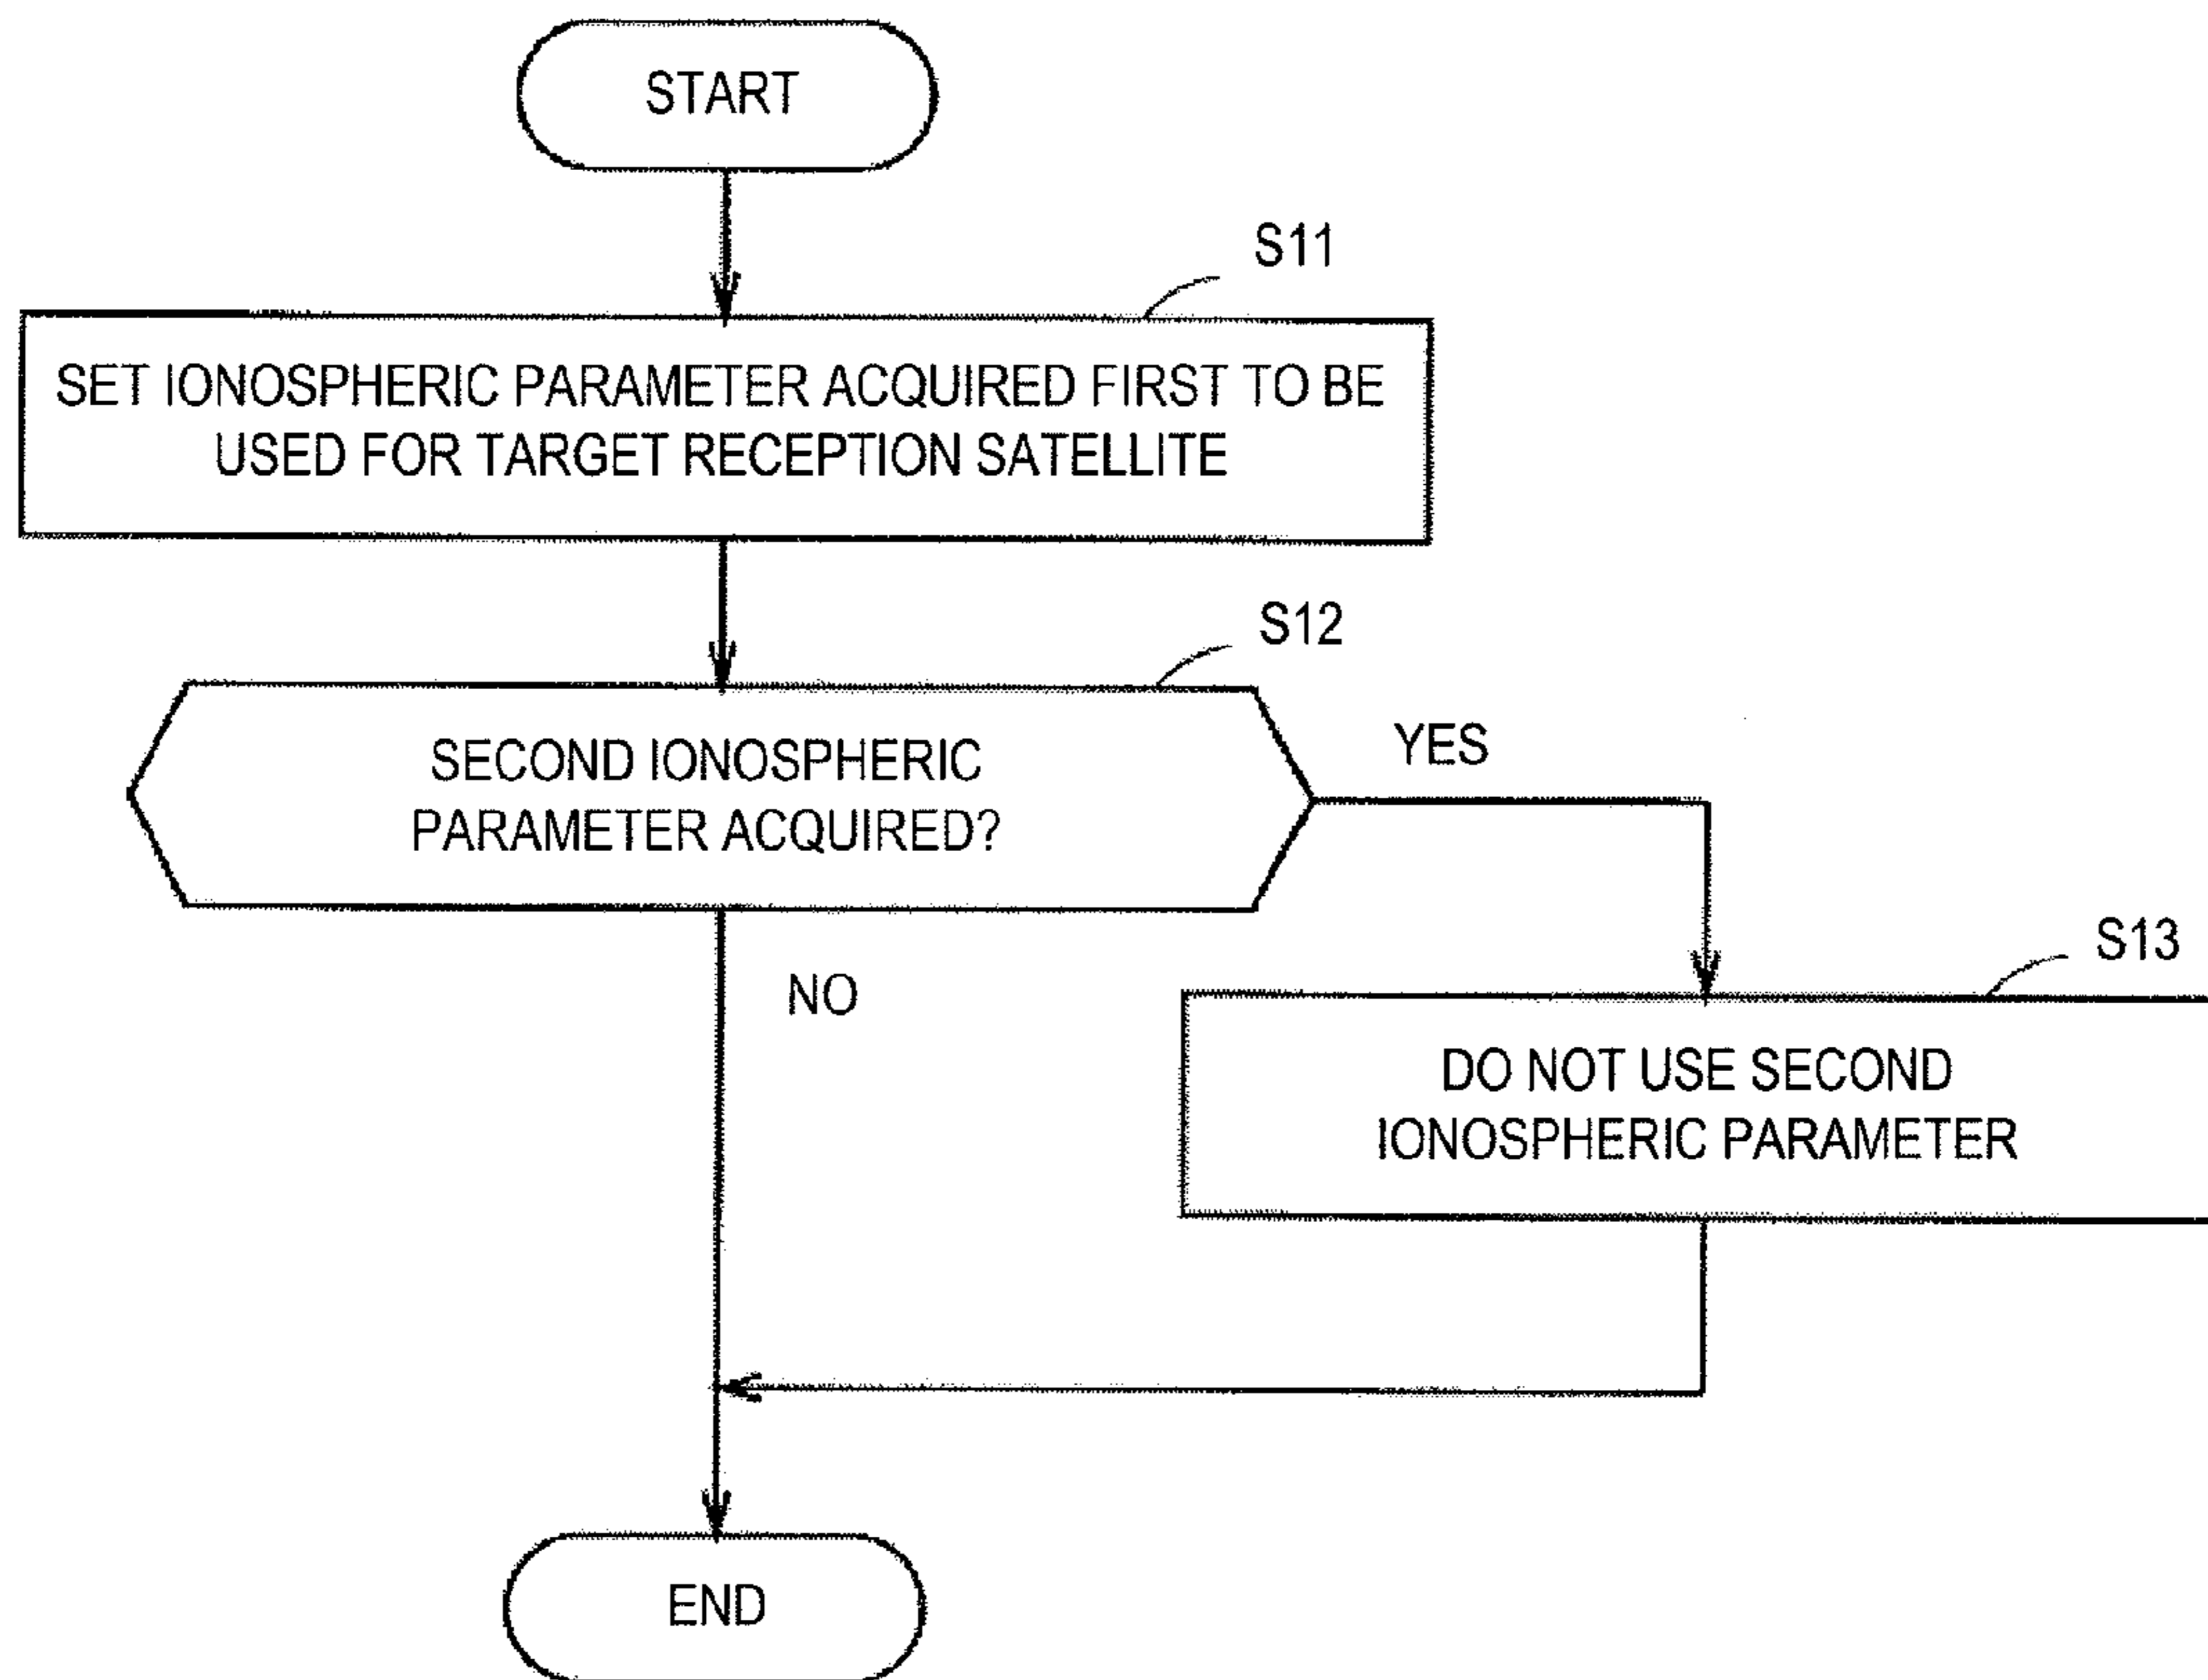 START
S11
SET IONOSPHERIC PARAMETER ACQUIRED FIRST TO BE
USED FOR TARGET RECEPTION SATELLITE
S12
SECOND IONOSPHERIC
PARAMETER ACQUIRED?
YES
NO
S13
DO NOT USE SECOND
IONOSPHERIC PARAMETER
END